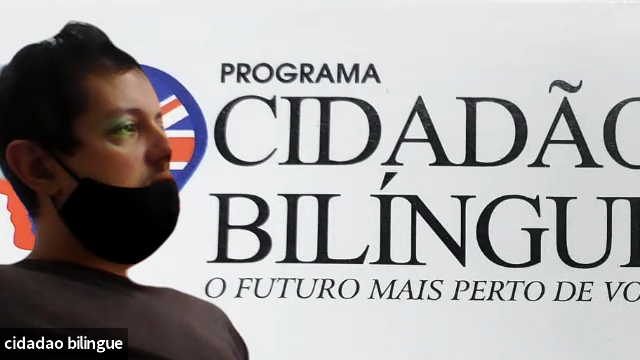 PROGRAMA
CIDADÃO
BILÍNGUE
O FUTURO MAIS PERTO DE VO
cidadao bilingue